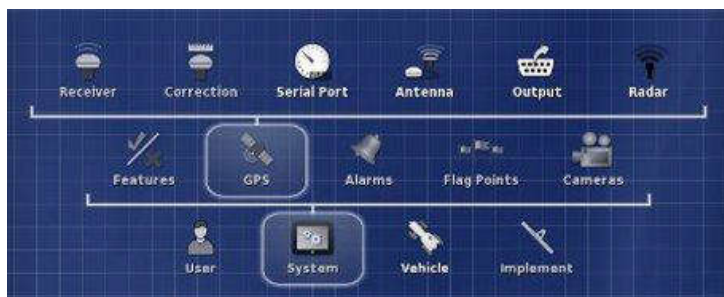 Receiver Correction Serial Port Antenna Output Radar
Features GPS Alarms Flag Points Cameras
User System Vehicle Implement